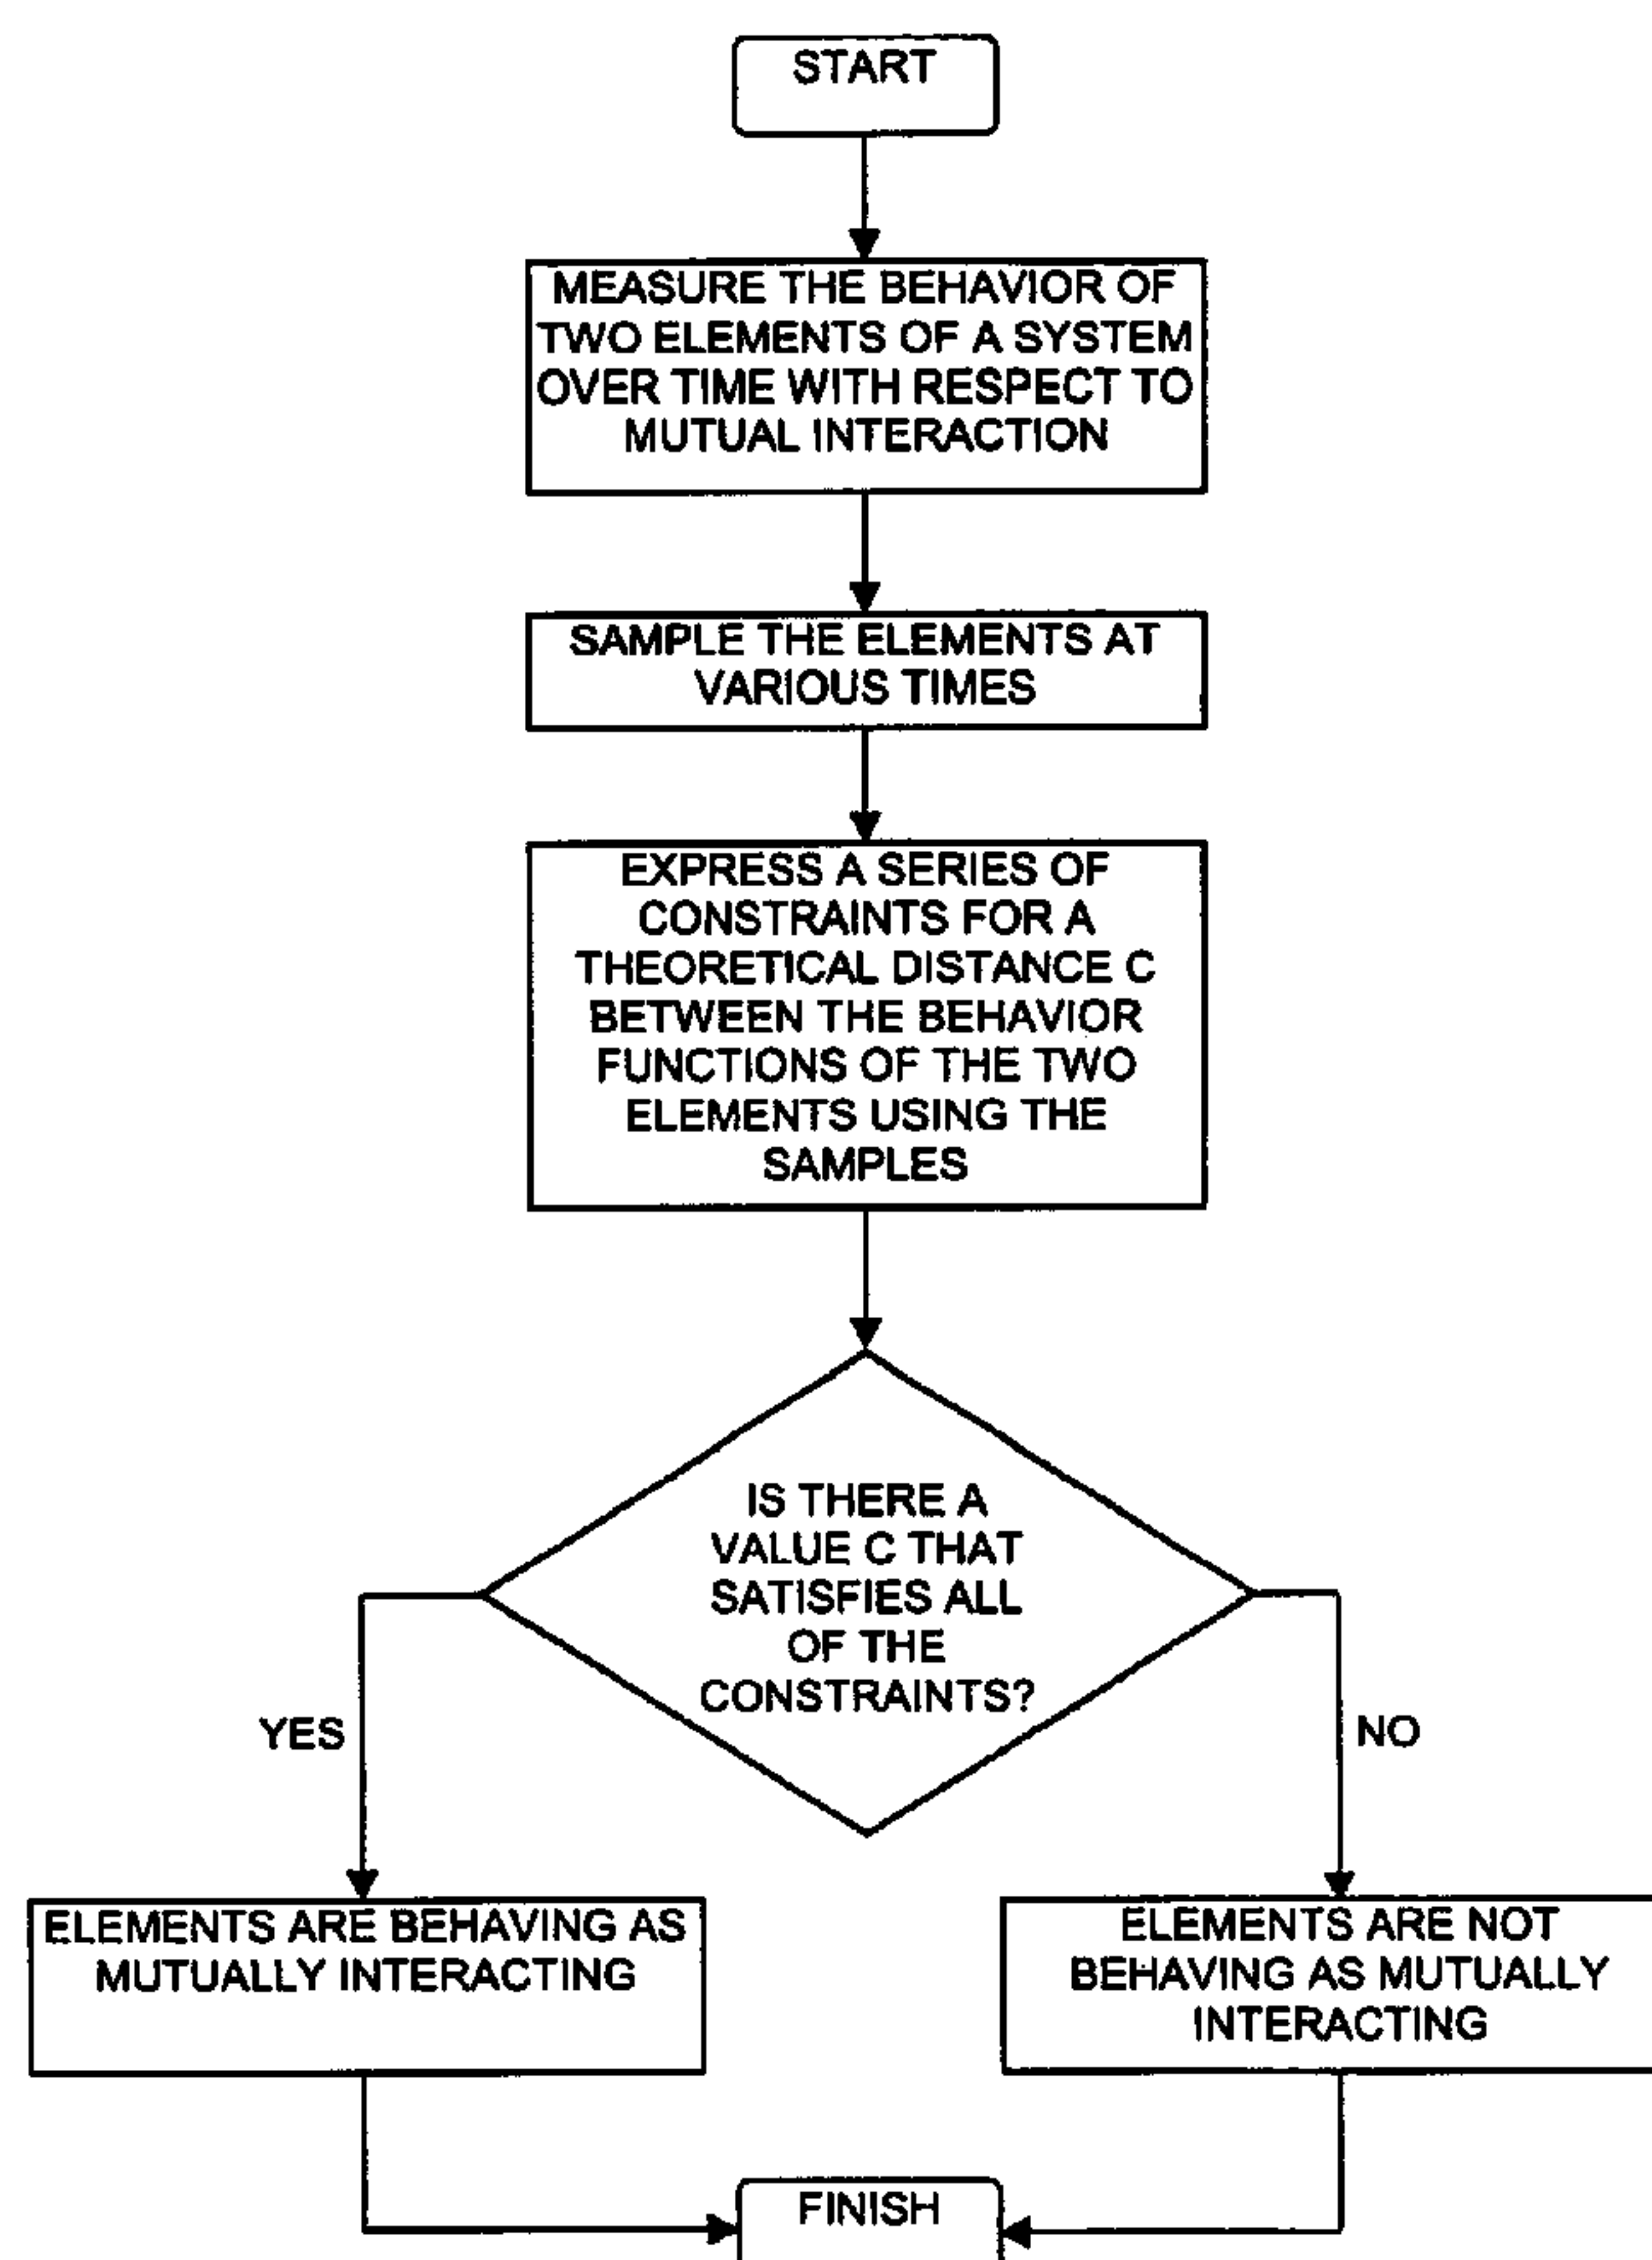 START
MEASURE THE BEHAVIOR OF
TWO ELEMENTS OF A SYSTEM
OVER TIME WITH RESPECT TO
MUTUAL INTERACTION
SAMPLE THE ELEMENTS AT
VARIOUS TIMES
EXPRESS A SERIES OF
CONSTRAINTS FOR A
THEORETICAL DISTANCE C
BETWEEN THE BEHAVIOR
FUNCTIONS OF THE TWO
ELEMENTS USING THE
SAMPLES
IS THERE A
VALUE C THAT
SATISFIES ALL
OF THE
CONSTRAINTS?
YES
NO
ELEMENTS ARE BEHAVING AS
MUTUALLY INTERACTING
ELEMENTS ARE NOT
BEHAVING AS MUTUALLY
INTERACTING
FINISH